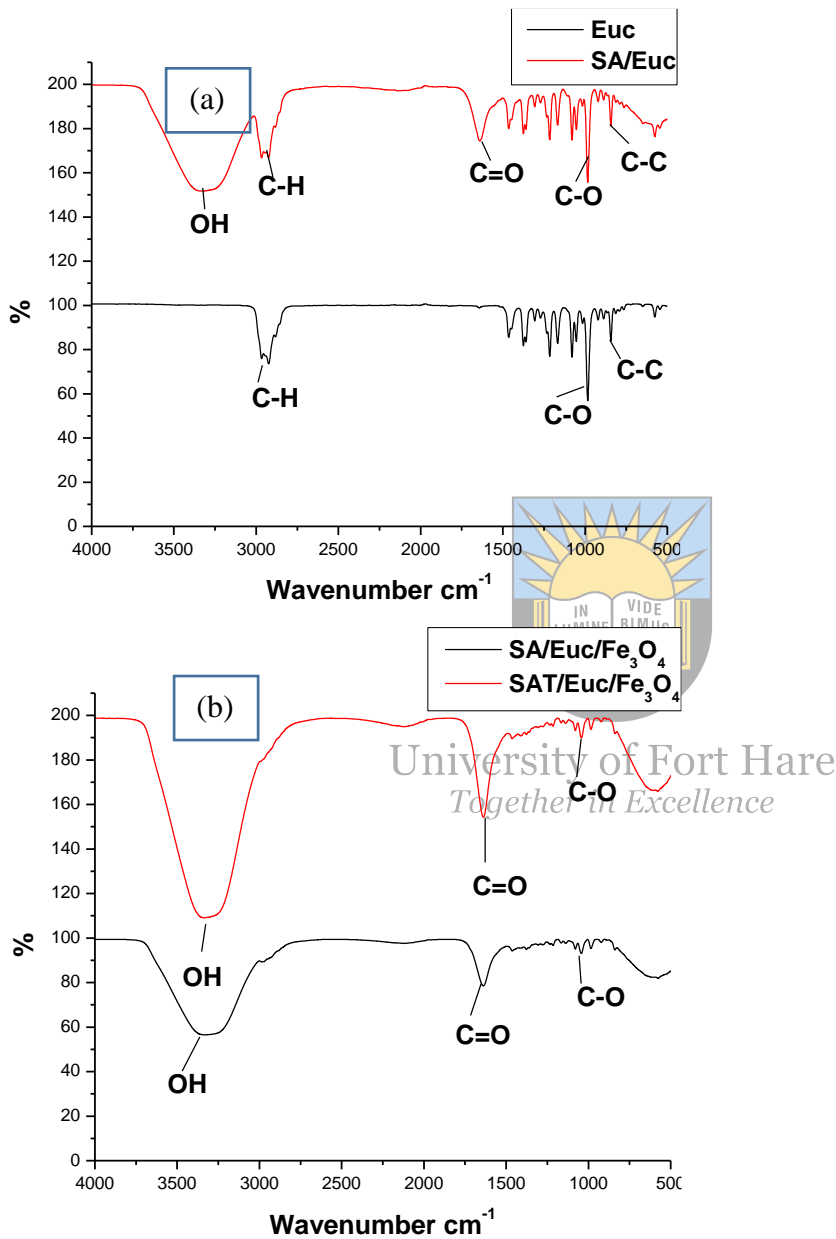 Euc
SA/Euc
(a)
200
180
160
140
120
100
80
60
40
20
0
%
C-H
OH
C=O
C-O
C-C
C-H
C-O
C-C
4000 3500 3000 2500 2000 1500 1000 500
Wavenumber cm⁻¹
IN
VIDE
LUMINE
BIMUS
SA/Euc/Fe₃O₄
SAT/Euc/Fe₃O₄
(b)
200
180
160
140
120
100
80
60
40
20
0
%
University of Fort Hare
Together in Excellence
C-O
C=O
OH
C-O
C=O
OH
4000 3500 3000 2500 2000 1500 1000 500
Wavenumber cm⁻¹